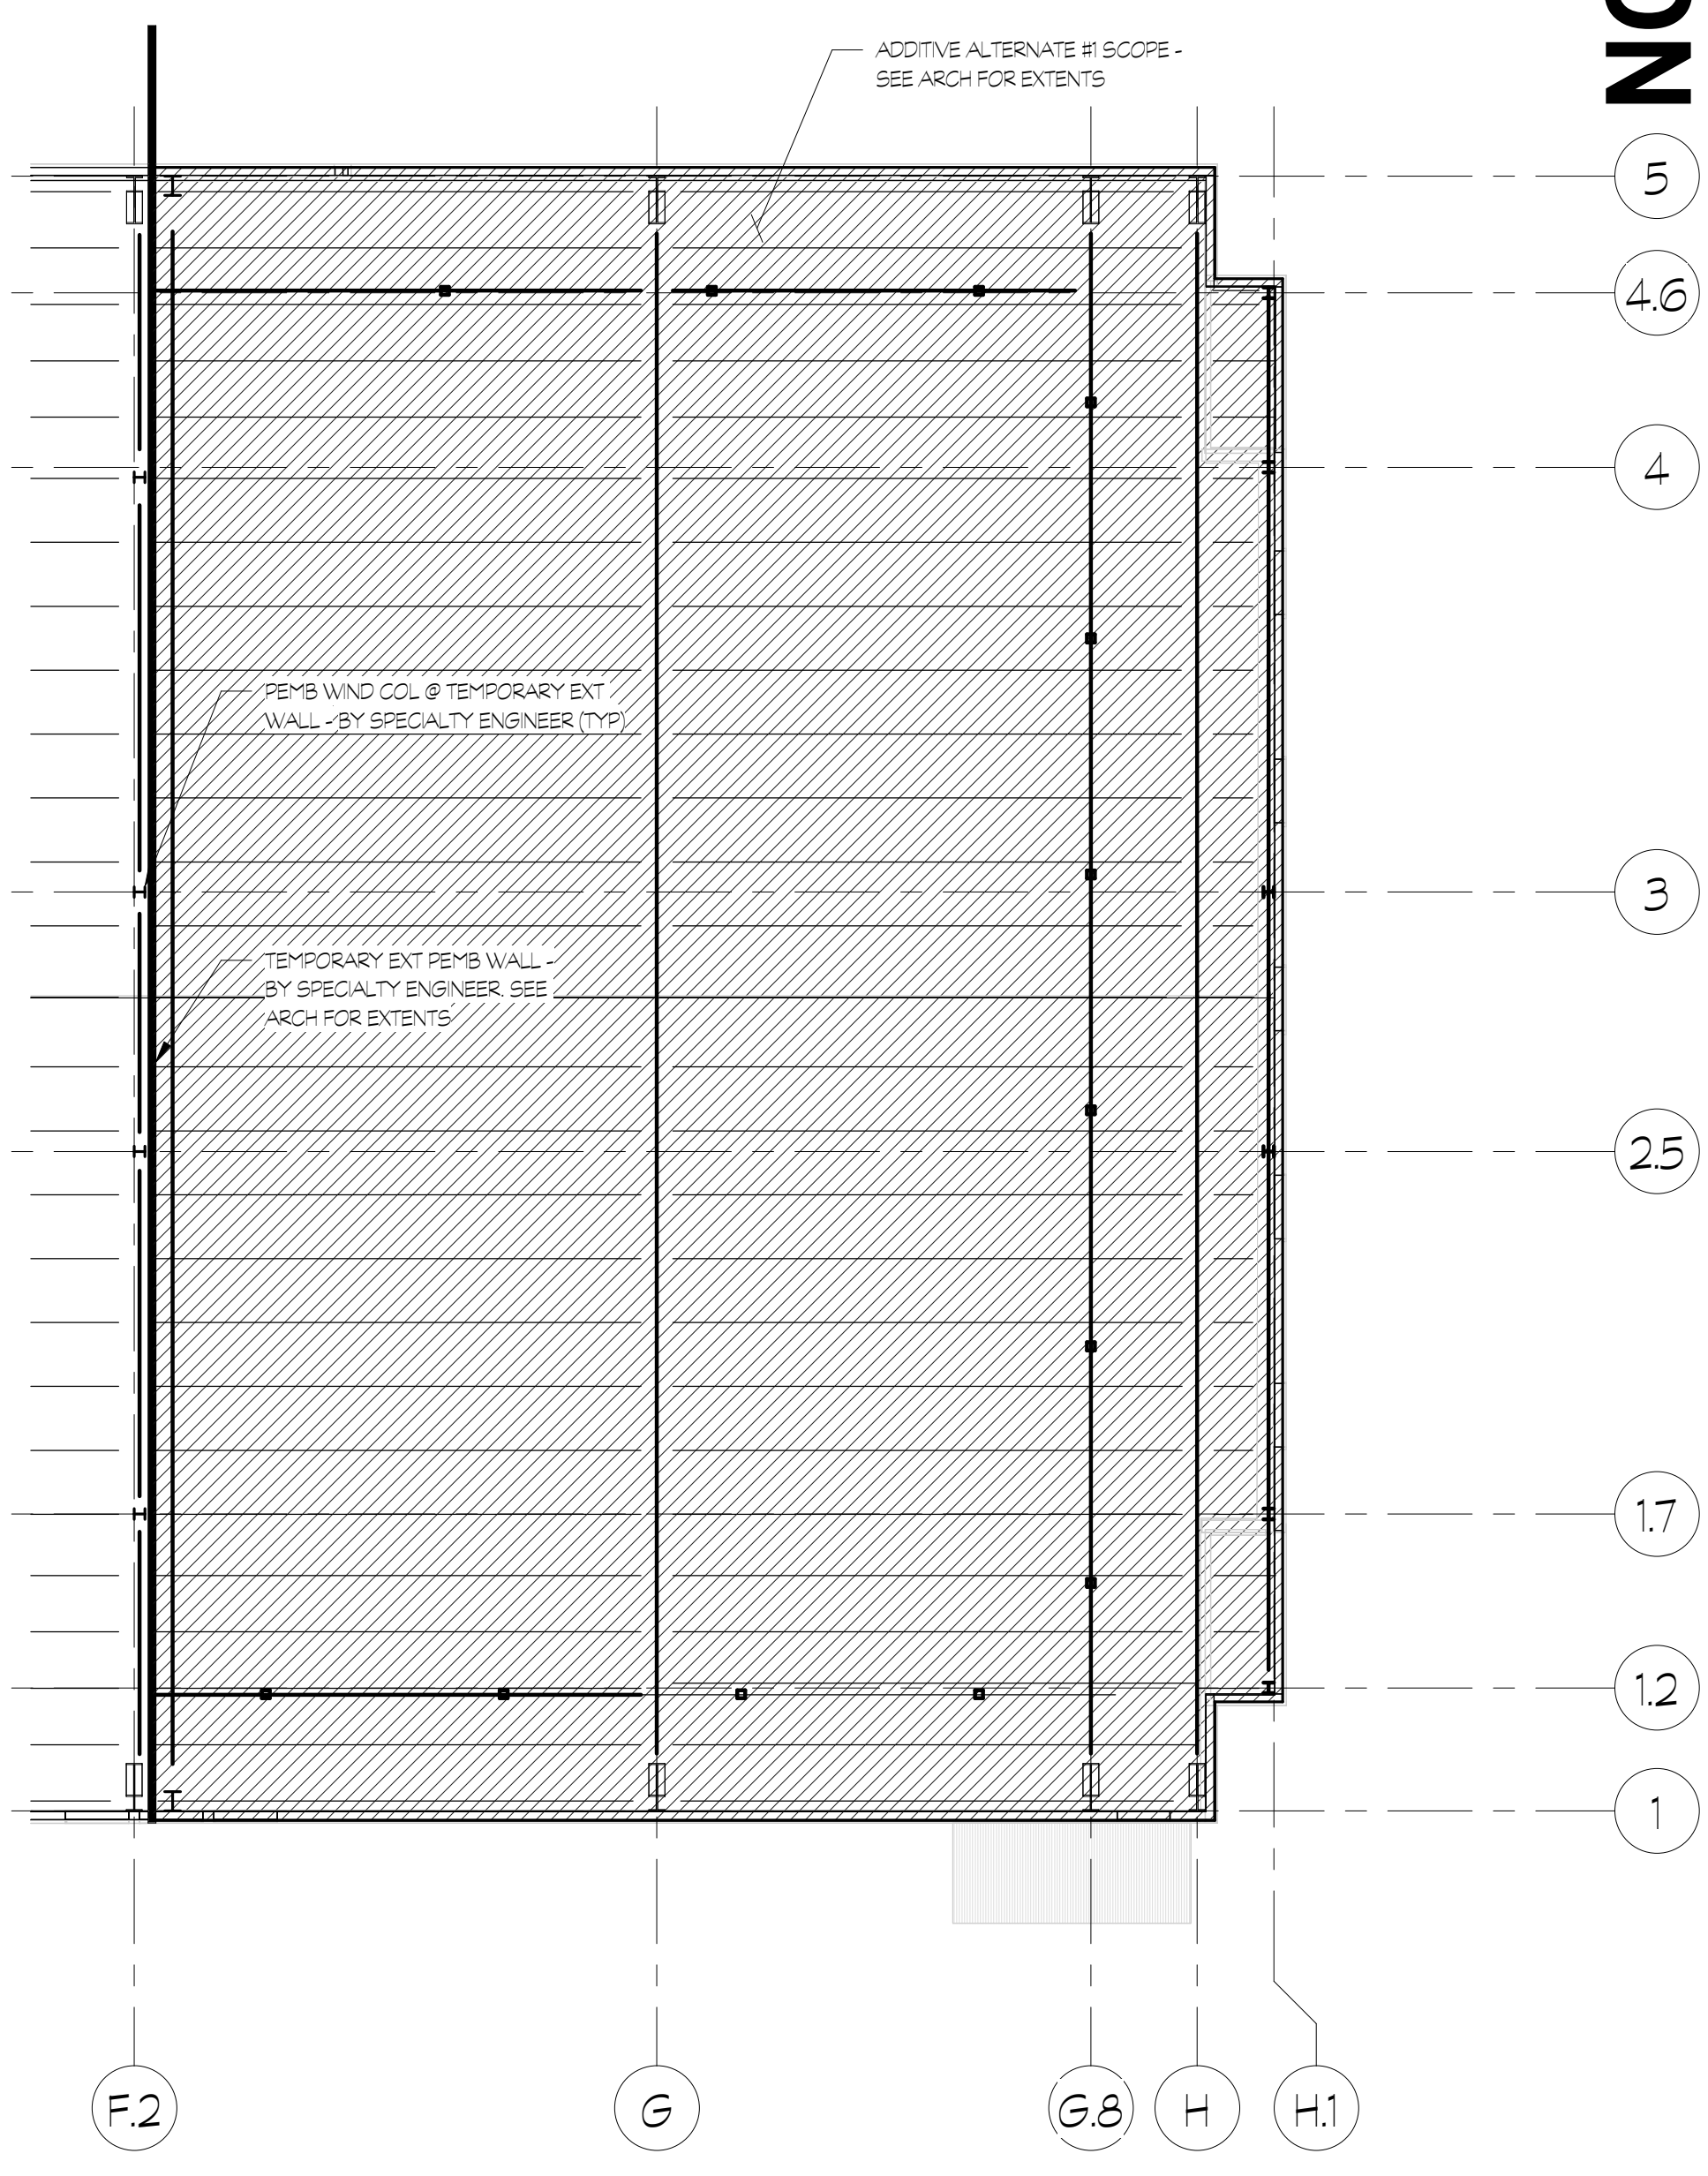 ADDITIVE ALTERNATE #1 SCOPE -
SEE ARCH FOR EXTENTS
NO
5
4.6
4
PEMB WIND COL @ TEMPORARY EXT
WALL - BY SPECIALTY ENGINEER (TYP)
3
TEMPORARY EXT PEMB WALL -
BY SPECIALTY ENGINEER. SEE
ARCH FOR EXTENTS
2.5
1.7
1.2
1
F.2
G
G.8
H
H.1